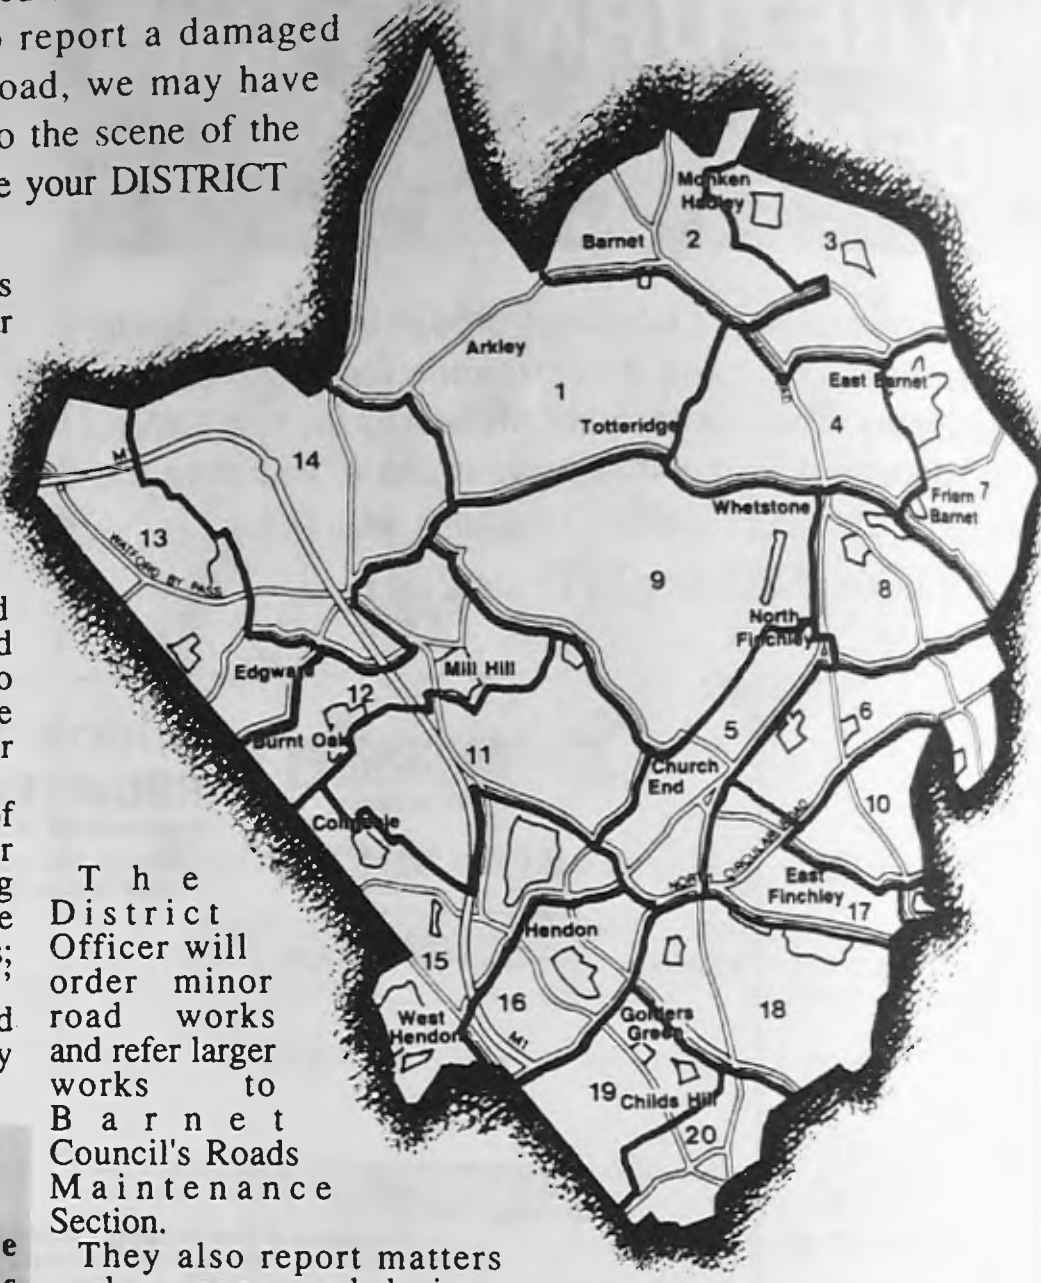 report a damaged
oad, we may have
o the scene of the
e your DISTRICT
s
r
d
d
o
e
r
of
r
g
e
s;
,
d
y
e
T h e
District
Officer will
order minor
road works
and refer larger
works to
B a r n e t
Council's Roads
Maintenance
Section.
They also report matters
Monken
Hadley
Barnet
2
3
Arkley
1
East Barnet
Totteridge
4
14
M
Whetstone
Friern 7
Barnet
13
WATFORD BY PASS
9
8
North
Finchley
Edgware
Mill Hill
12
Burnt Oak
5
6
11
Church
End
Colindale
10
NORTH CIRCULAR ROAD
East
Finchley
17
Hendon
15
16
West
Hendon
M1
Golders
Green
18
19
Childs Hill
20